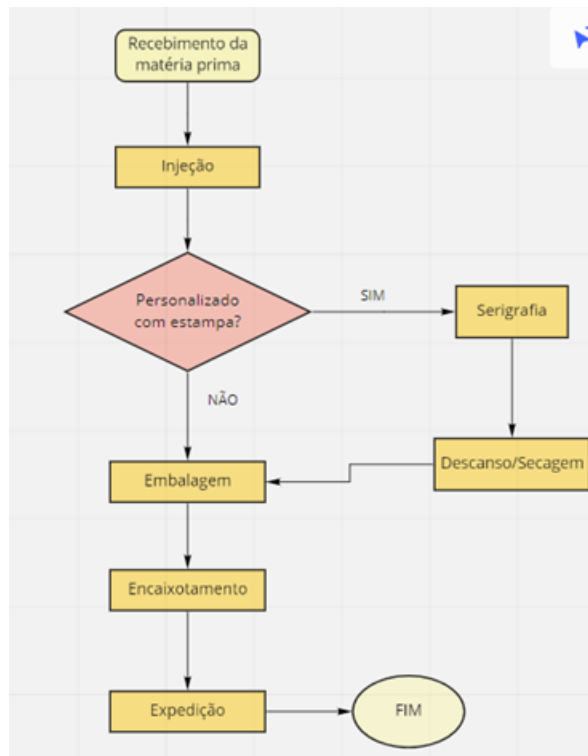 Recebimento da
matéria prima
Injeção
Personalizado
com estampa?
SIM
Serigrafia
NÃO
Descanso/Secagem
Embalagem
Encaixotamento
Expedição
FIM